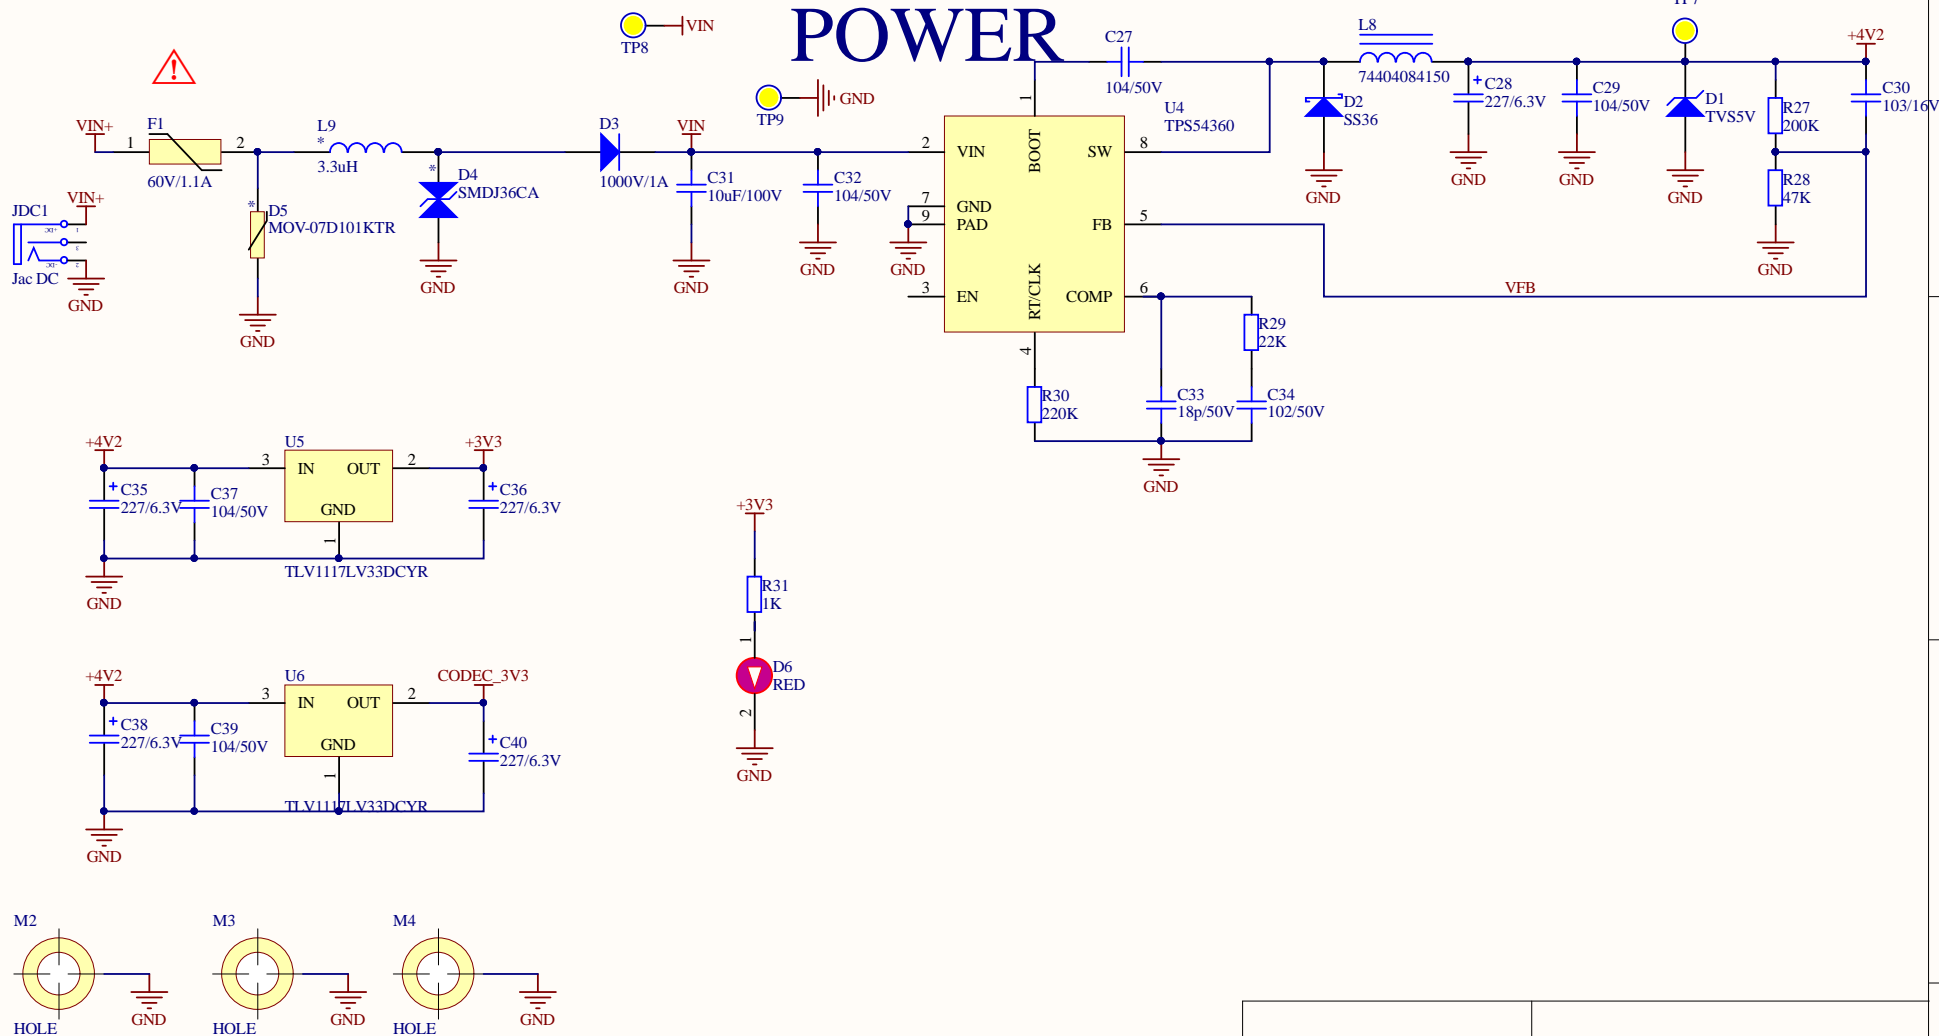 POWER
TP8
VIN
TP9
GND
VIN+
F1
1
2
60V/1.1A
L9
*
3.3uH
D3
1000V/1A
VIN
*
D4
SMDJ36CA
GND
*
D5
MOV-07D101KTR
GND
JDC1
VIN+
Jac DC
GND
C31
10uF/100V
GND
C32
104/50V
GND
U4
TPS54360
1
BOOT
2
VIN
7
GND
9
PAD
GND
3
EN
RT/CLK
4
SW
8
FB
5
COMP
6
C27
104/50V
D2
SS36
GND
L8
74404084150
+
C28
227/6.3V
GND
C29
104/50V
GND
D1
TVS5V
GND
R27
200K
R28
47K
GND
+4V2
C30
103/16V
VFB
R29
22K
R30
220K
C33
18p/50V
C34
102/50V
GND
+4V2
U5
3
IN
OUT
2
GND
1
+3V3
+
C35
227/6.3V
C37
104/50V
+
C36
227/6.3V
TLV1117LV33DCYR
GND
+3V3
R31
1K
1
D6
RED
2
GND
+4V2
U6
3
IN
OUT
2
GND
1
CODEC_3V3
+
C38
227/6.3V
C39
104/50V
+
C40
227/6.3V
TLV1117LV33DCYR
GND
M2
HOLE
GND
M3
HOLE
GND
M4
HOLE
GND